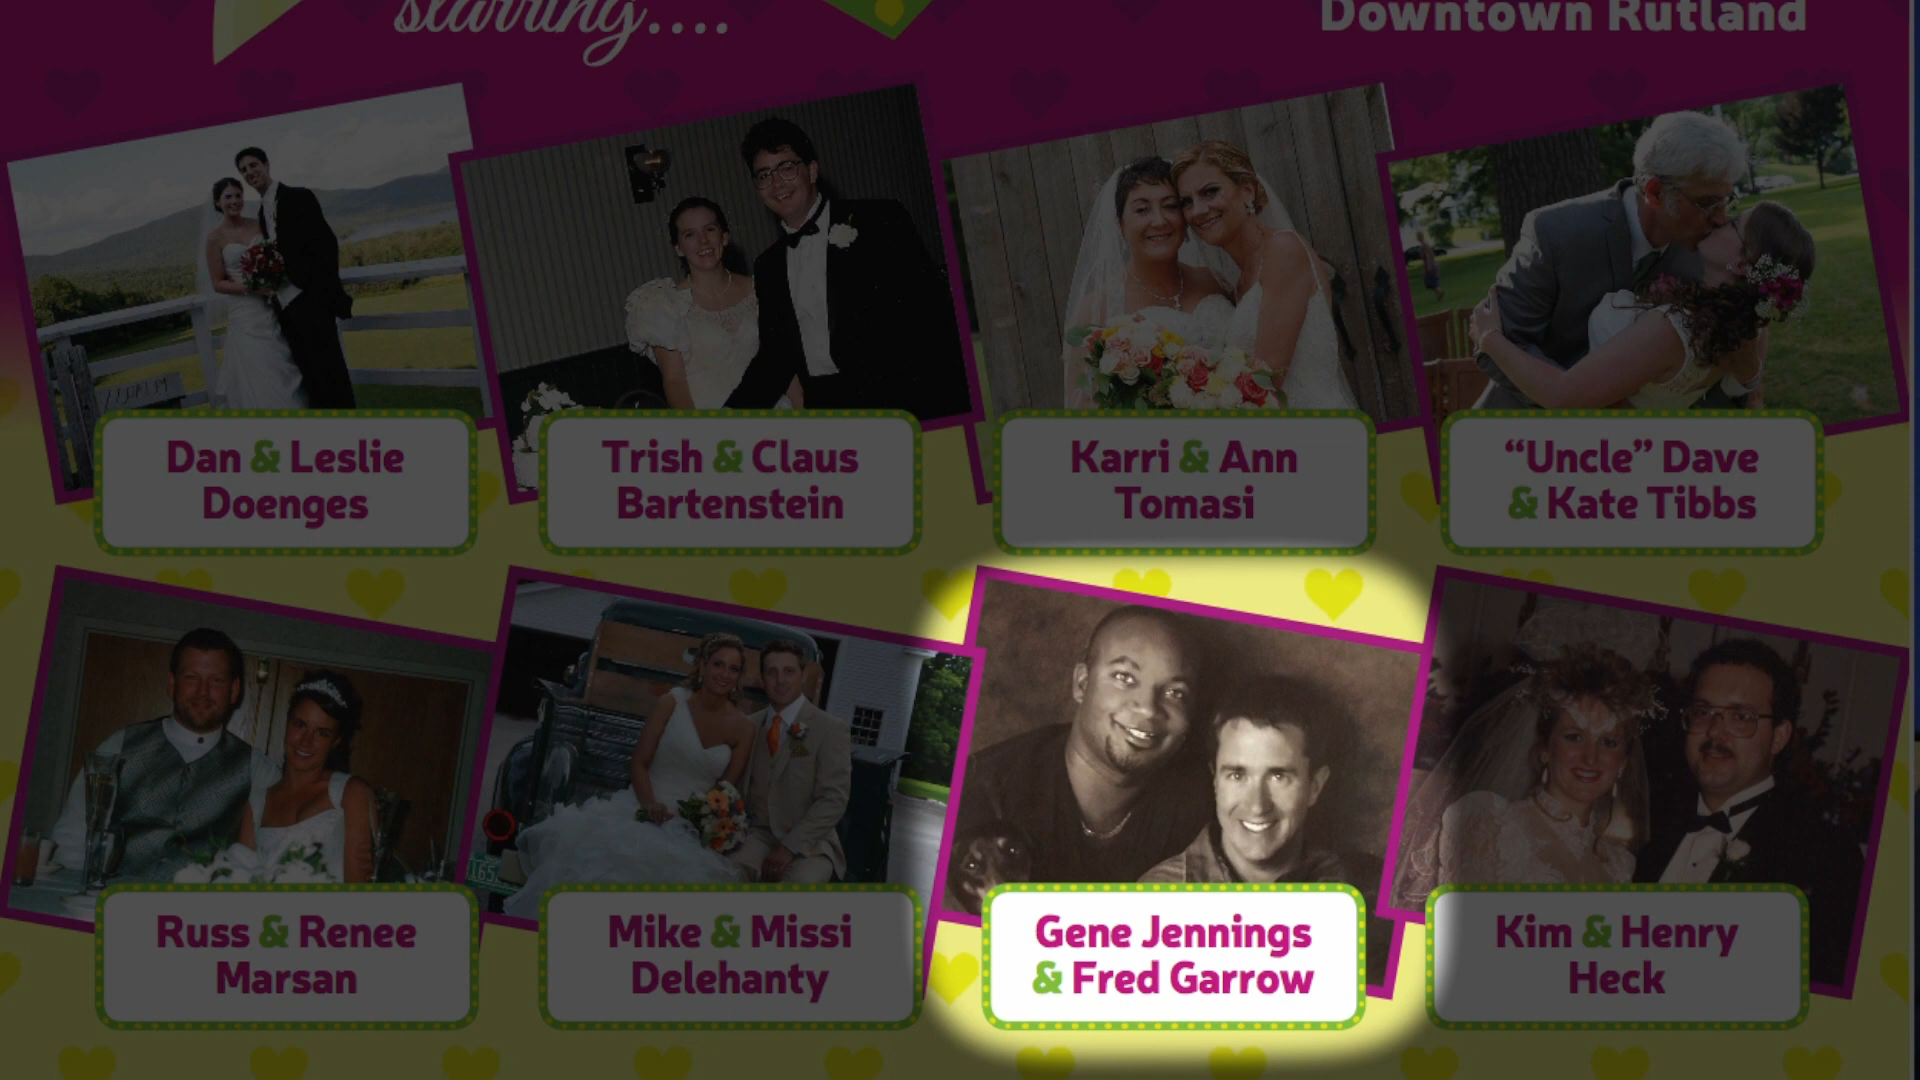 starring....
Downtown Rutland
Dan & Leslie
Doenges
Trish & Claus
Bartenstein
Karri & Ann
Tomasi
“Uncle” Dave
& Kate Tibbs
Russ & Renee
Marsan
Mike & Missi
Delehanty
Gene Jennings
& Fred Garrow
Kim & Henry
Heck